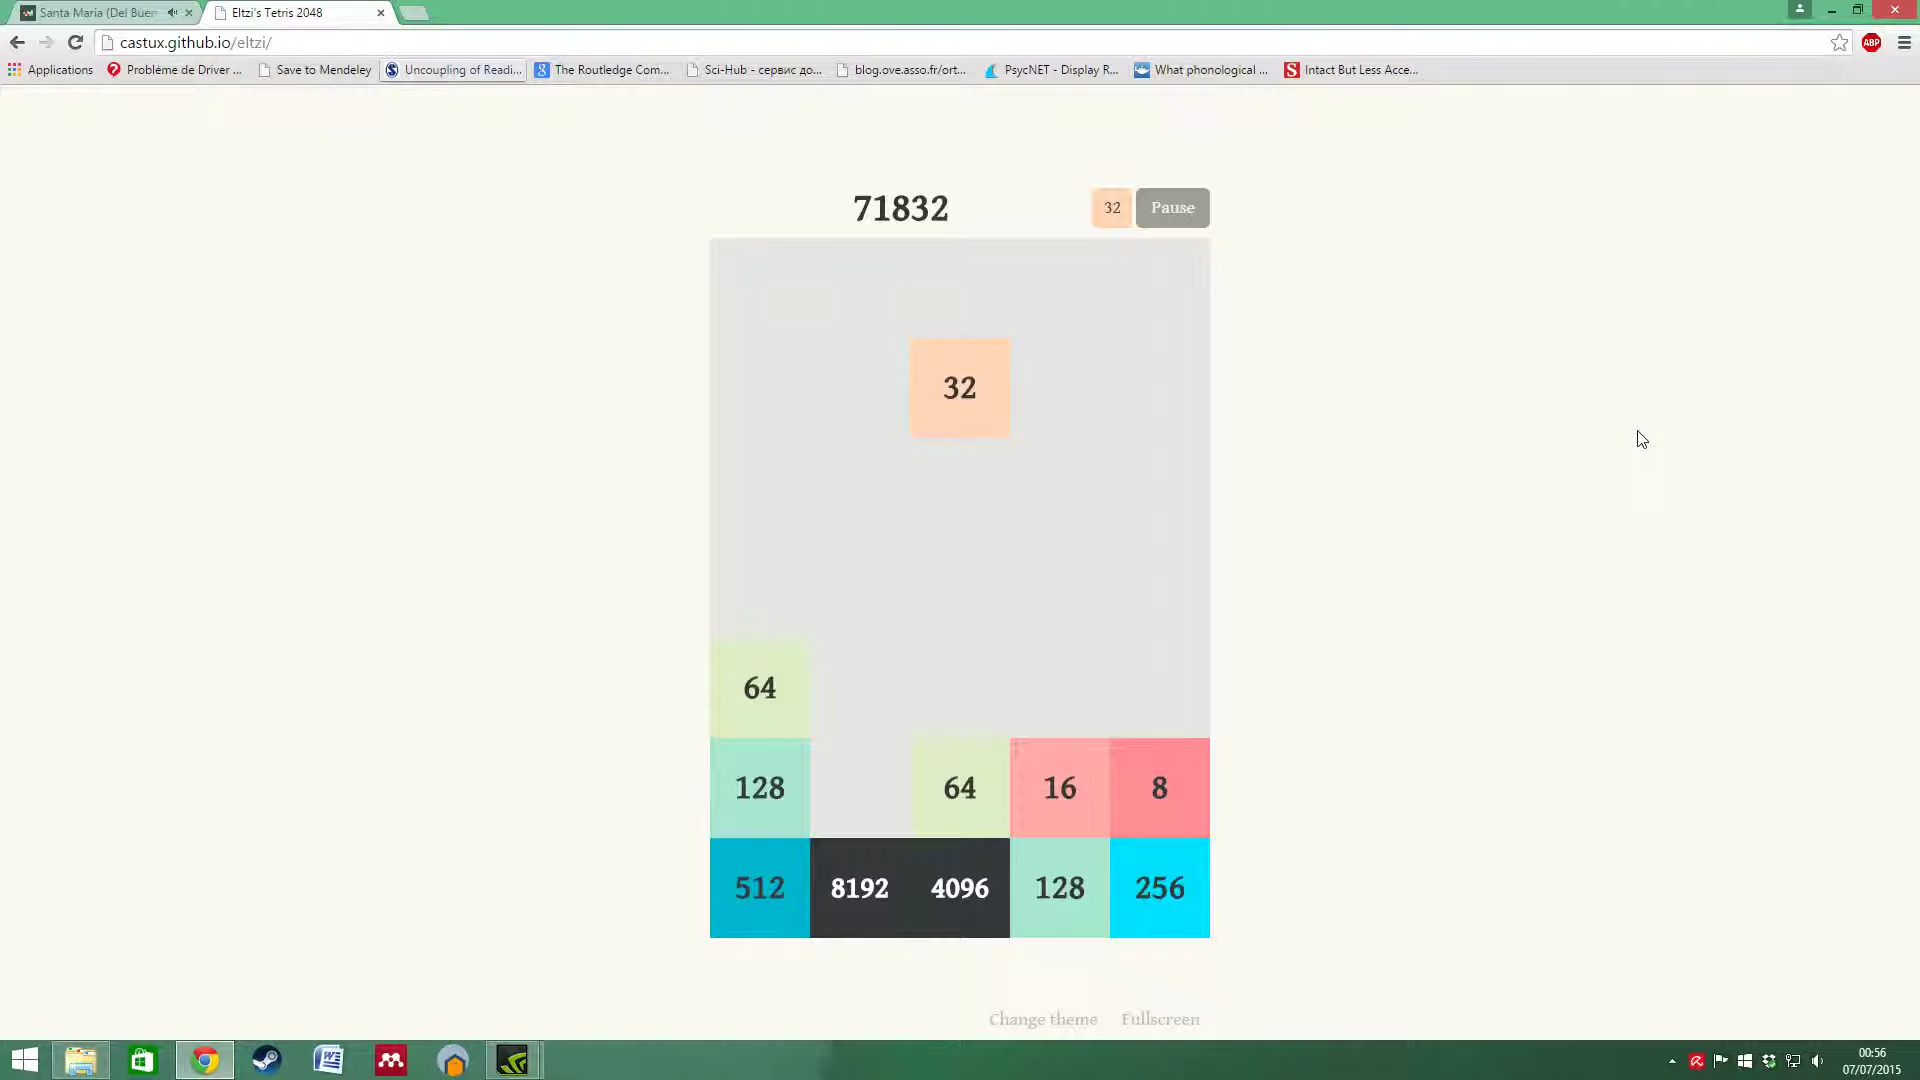 Santa Maria (Del Buen
Eltzi's Tetris 2048
castux.github.io/eltzi/
ABP
Applications
Problème de Driver ...
Save to Mendeley
Uncoupling of Readi...
The Routledge Com...
Sci-Hub - сервис до...
blog.ove.asso.fr/ort...
PsycNET - Display R...
What phonological ...
Intact But Less Acce...
71832
32
Pause
32
64
128
64
16
8
512
8192
4096
128
256
Change theme
Fullscreen
00:56
07/07/2015